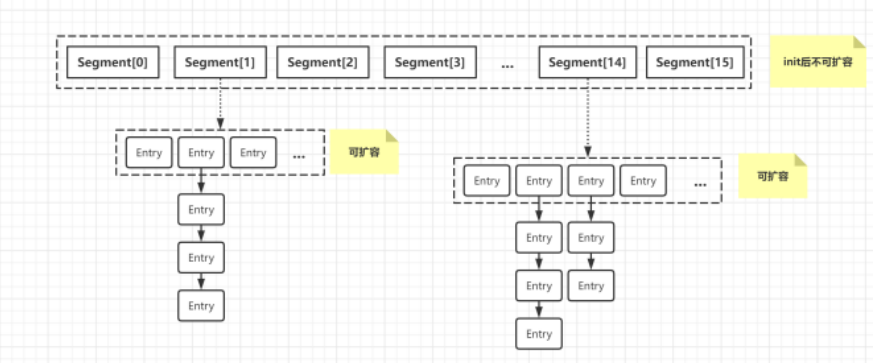 Segment[0] Segment[1] Segment[2] Segment[3] ... Segment[14] Segment[15] init后不可扩容
Entry Entry Entry ... 可扩容
Entry Entry Entry Entry ... 可扩容
Entry
Entry Entry
Entry
Entry Entry
Entry
Entry